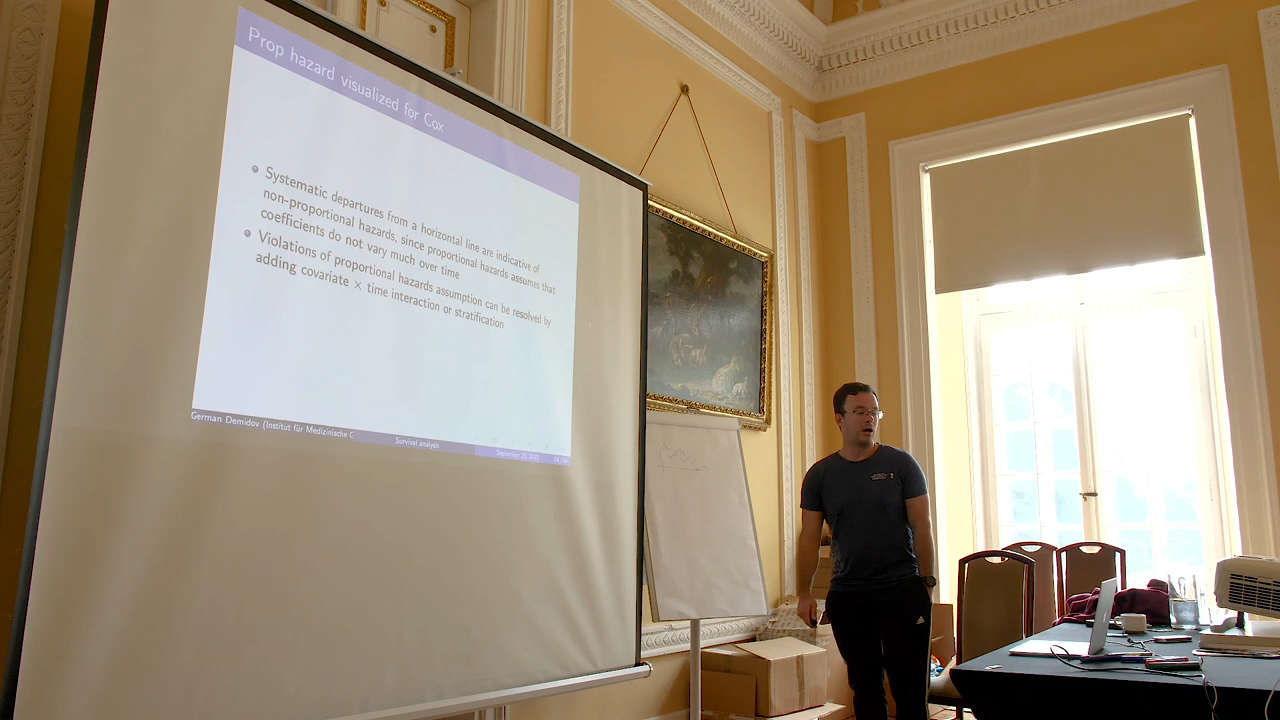 Prop hazard visualized for Cox
Systematic departures from a horizontal line are indicative of
non-proportional hazards, since proportional hazards assumes that
coefficients do not vary much over time
Violations of proportional hazards assumption can be resolved by
adding covariate × time interaction or stratification
German Demidov (Institut für Medizinische G
Survival analysis